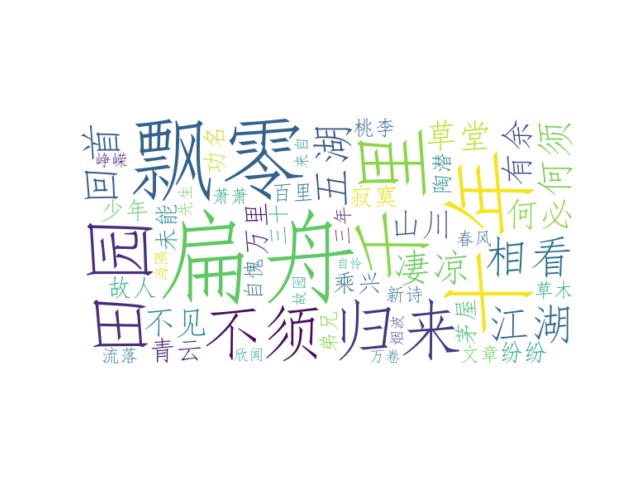 飘零
扁舟
田园
千里
十年
不须
归来
回首
峥嵘
功名
五湖
来自
桃李
草堂
陶潜
有余
何须
何必
少年
未能
先生
萧萧
百里
寂寞
万里
三十
三年
山川
春风
相看
海隅
自愧
故园
自怜
乘兴
凄凉
新诗
草木
故人
不见
青云
弟兄
烟波
茅屋
江湖
流落
欣闻
万卷
文章
纷纷